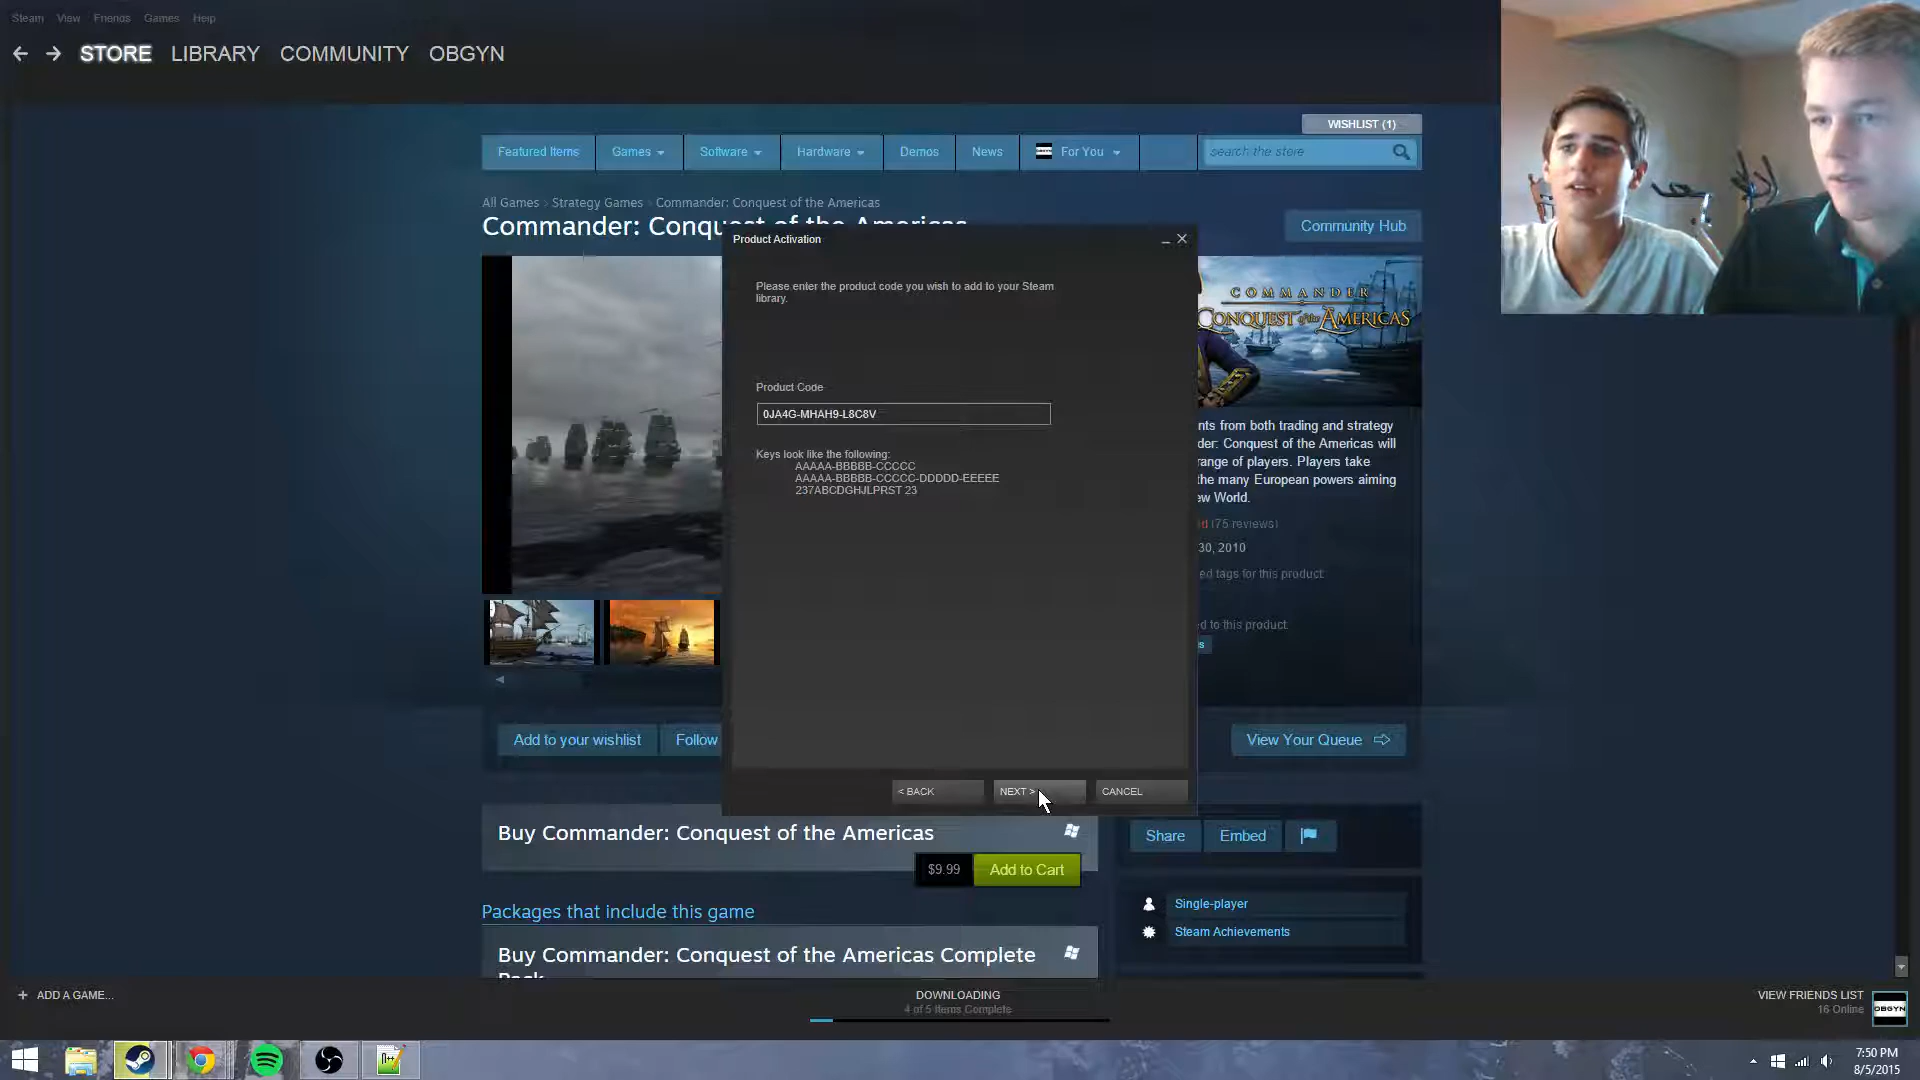 Steam View Friends Games Help
STORE LIBRARY COMMUNITY OBGYN
WISHLIST (1)
Featured Items Games Software Hardware Demos News For You search the store
All Games > Strategy Games > Commander: Conquest of the Americas
Commander: Conquest of the Americas
Community Hub
Product Activation
Please enter the product code you wish to add to your Steam
library.
COMMANDER
CONQUEST of the AMERICAS
Product Code
0JA4G-MHAH9-L8C8V
Keys look like the following:
AAAAA-BBBBB-CCCCC
AAAAA-BBBBB-CCCCC-DDDDD-EEEEE
237ABCDGHJLPRST 23
nts from both trading and strategy
der: Conquest of the Americas will
range of players. Players take
the many European powers aiming
ew World.
d (75 reviews)
30, 2010
ed tags for this product
ed to this product
s
Add to your wishlist Follow
View Your Queue
< BACK NEXT > CANCEL
Buy Commander: Conquest of the Americas
$9.99 Add to Cart
Share Embed
Packages that include this game
Single-player
Steam Achievements
Buy Commander: Conquest of the Americas Complete
Pack
+ ADD A GAME...
DOWNLOADING
4 of 5 Items Complete
VIEW FRIENDS LIST
16 Online
OBGYN
7:50 PM
8/5/2015